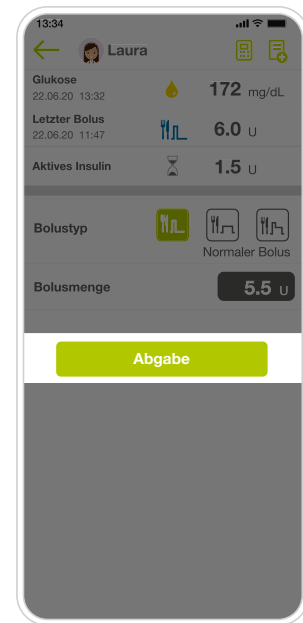 13:34
Laura
Glukose
22.06.20 13:32
172 mg/dL
Letzter Bolus
22.06.20 11:47
6.0 U
Aktives Insulin
1.5 U
Bolustyp
Normaler Bolus
Bolusmenge
5.5 U
Abgabe